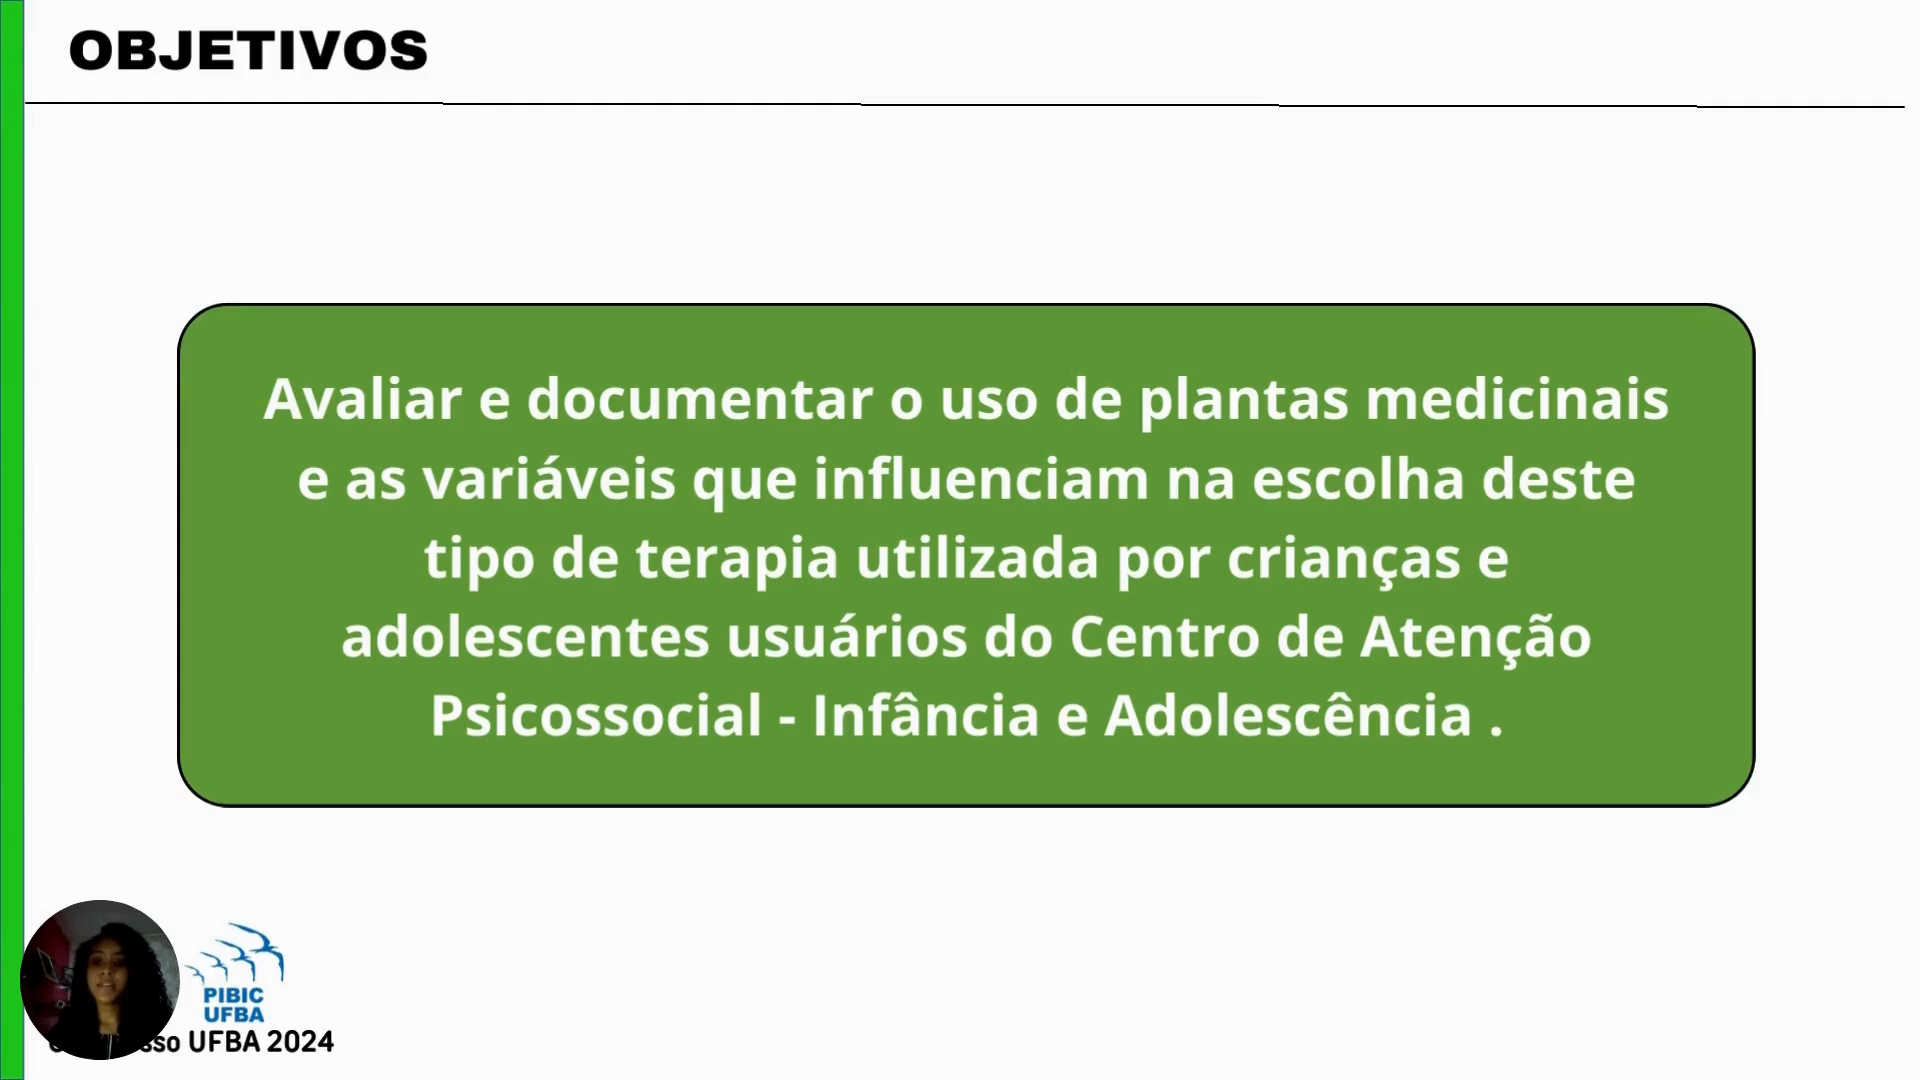 OBJETIVOS
Avaliar e documentar o uso de plantas medicinais
e as variáveis que influenciam na escolha deste
tipo de terapia utilizada por crianças e
adolescentes usuários do Centro de Atenção
Psicossocial - Infância e Adolescência .
PIBIC
UFBA
UFBA 2024